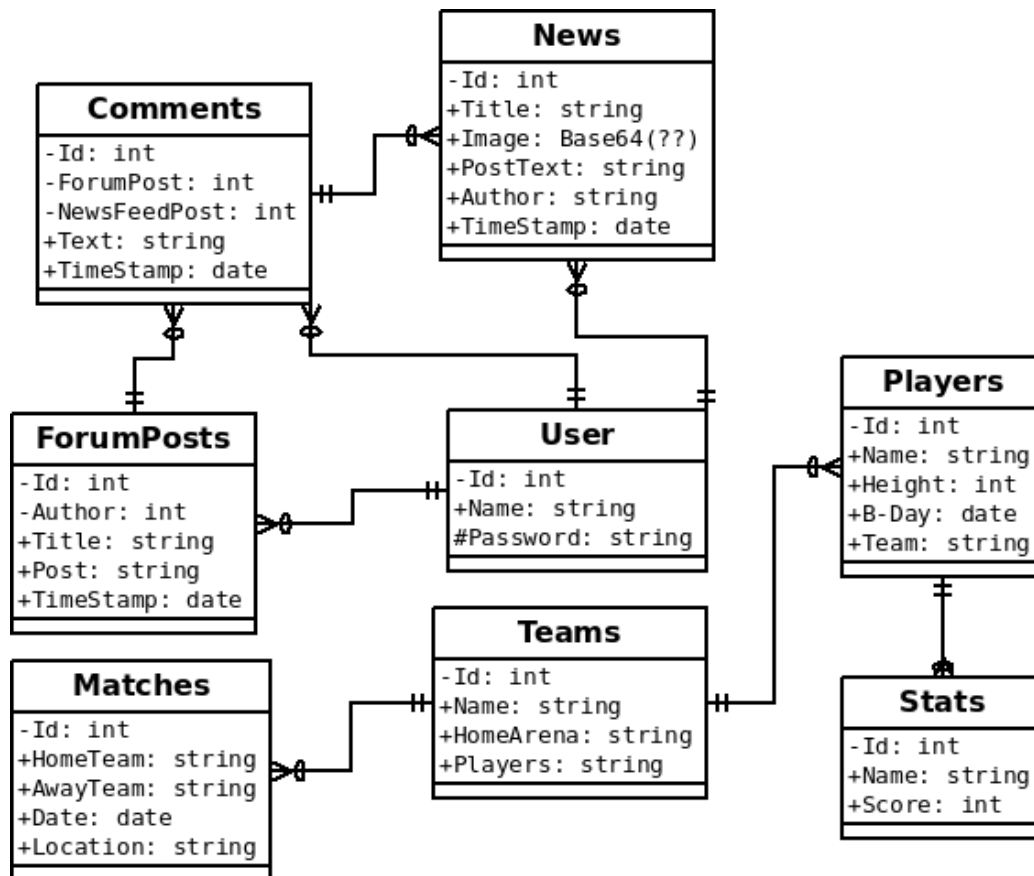 News
-Id: int
+Title: string
+Image: Base64(??)
+PostText: string
+Author: string
+TimeStamp: date
Comments
-Id: int
-ForumPost: int
-NewsFeedPost: int
+Text: string
+TimeStamp: date
ForumPosts
-Id: int
-Author: int
+Title: string
+Post: string
+TimeStamp: date
User
-Id: int
+Name: string
#Password: string
Players
-Id: int
+Name: string
+Height: int
+B-Day: date
+Team: string
Matches
-Id: int
+HomeTeam: string
+AwayTeam: string
+Date: date
+Location: string
Teams
-Id: int
+Name: string
+HomeArena: string
+Players: string
Stats
-Id: int
+Name: string
+Score: int